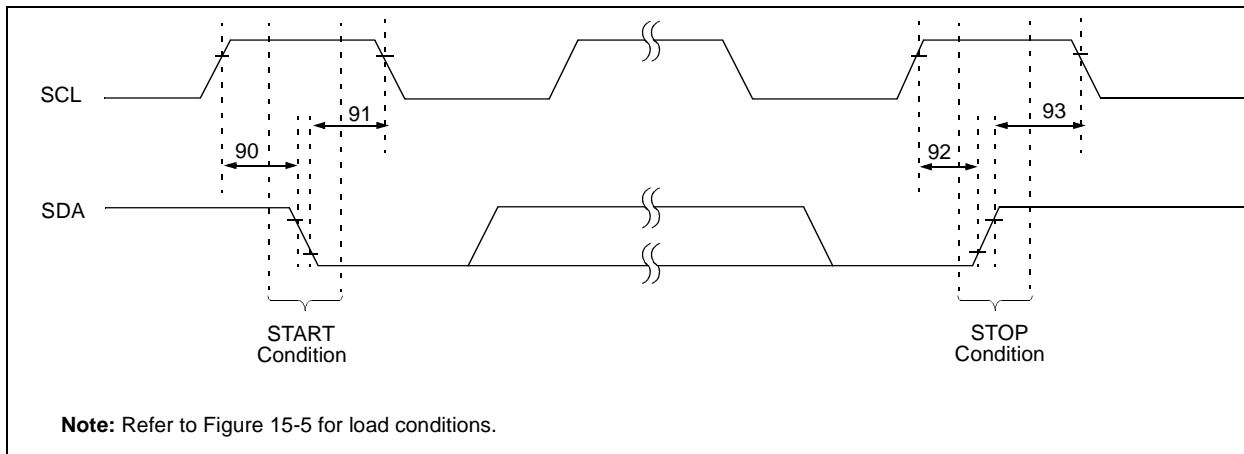 SCL
91
93
90
92
SDA
START
Condition
STOP
Condition
Note: Refer to Figure 15-5 for load conditions.